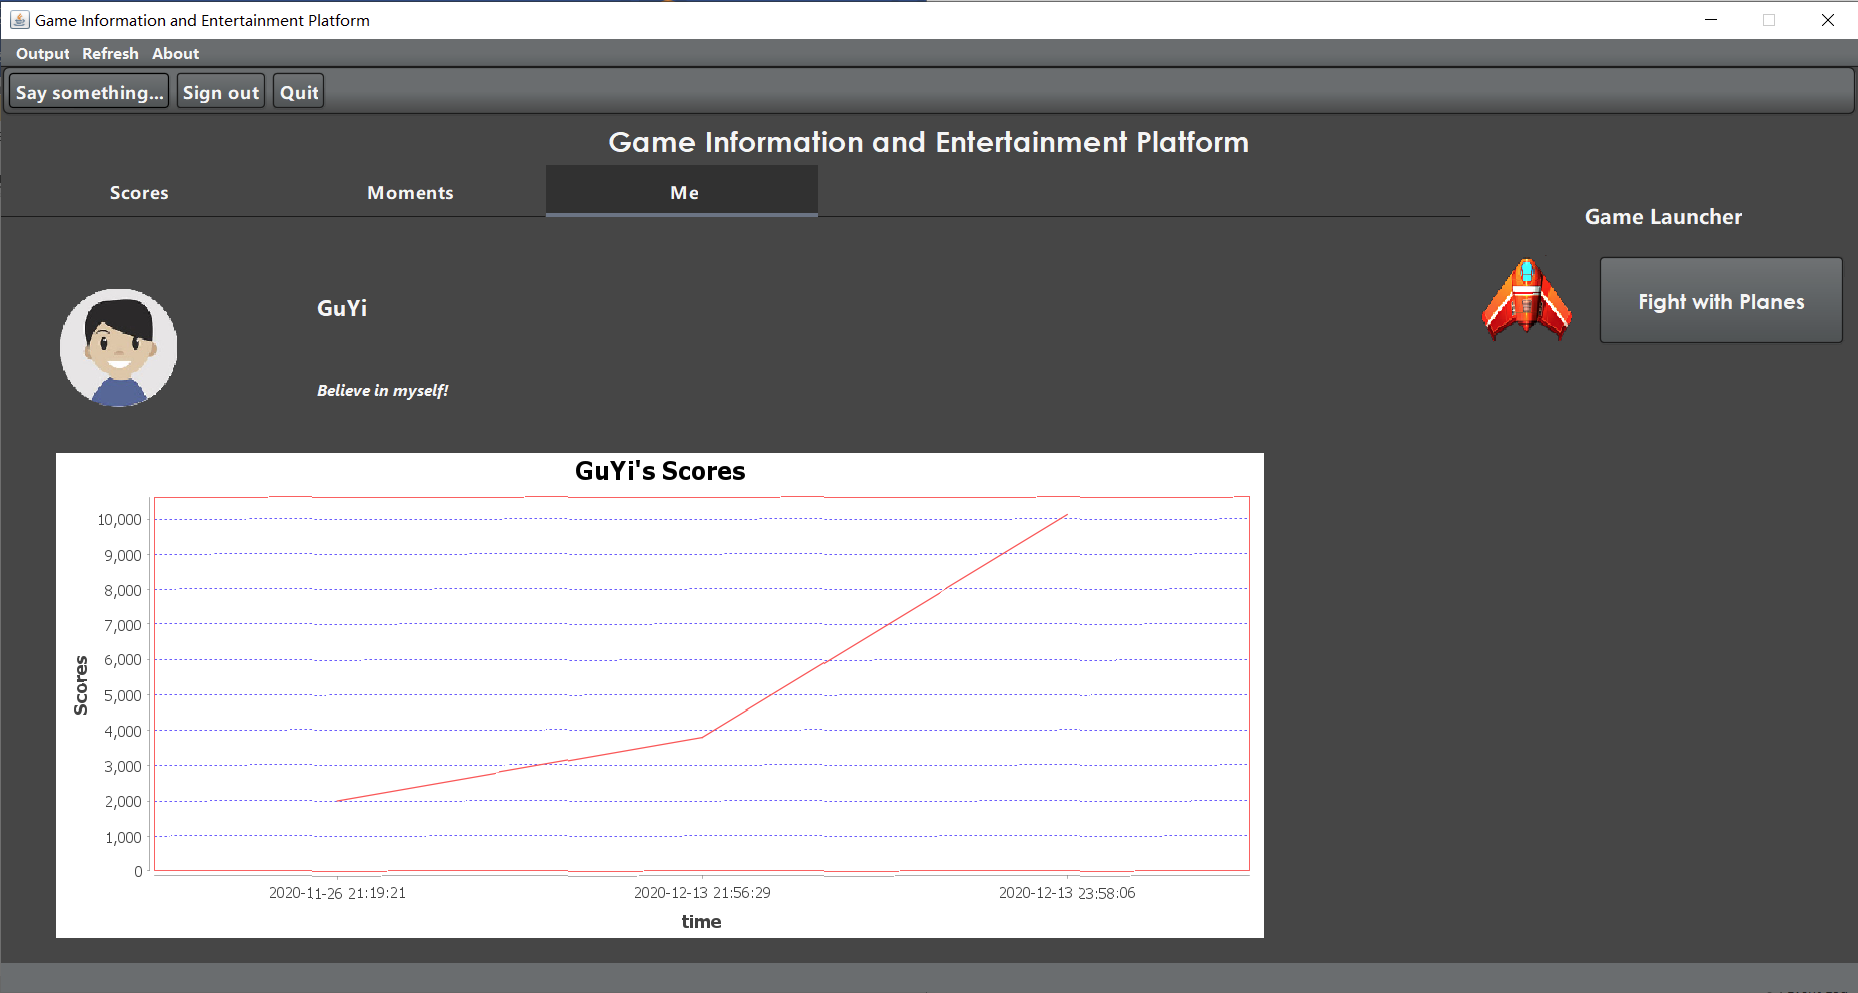 Game Information and Entertainment Platform
Output Refresh About
Say something... Sign out Quit
Game Information and Entertainment Platform
Scores Moments Me
Game Launcher
Fight with Planes
GuYi
Believe in myself!
GuYi's Scores
Scores
10,000
9,000
8,000
7,000
6,000
5,000
4,000
3,000
2,000
1,000
0
2020-11-26 21:19:21 2020-12-13 21:56:29 2020-12-13 23:58:06
time